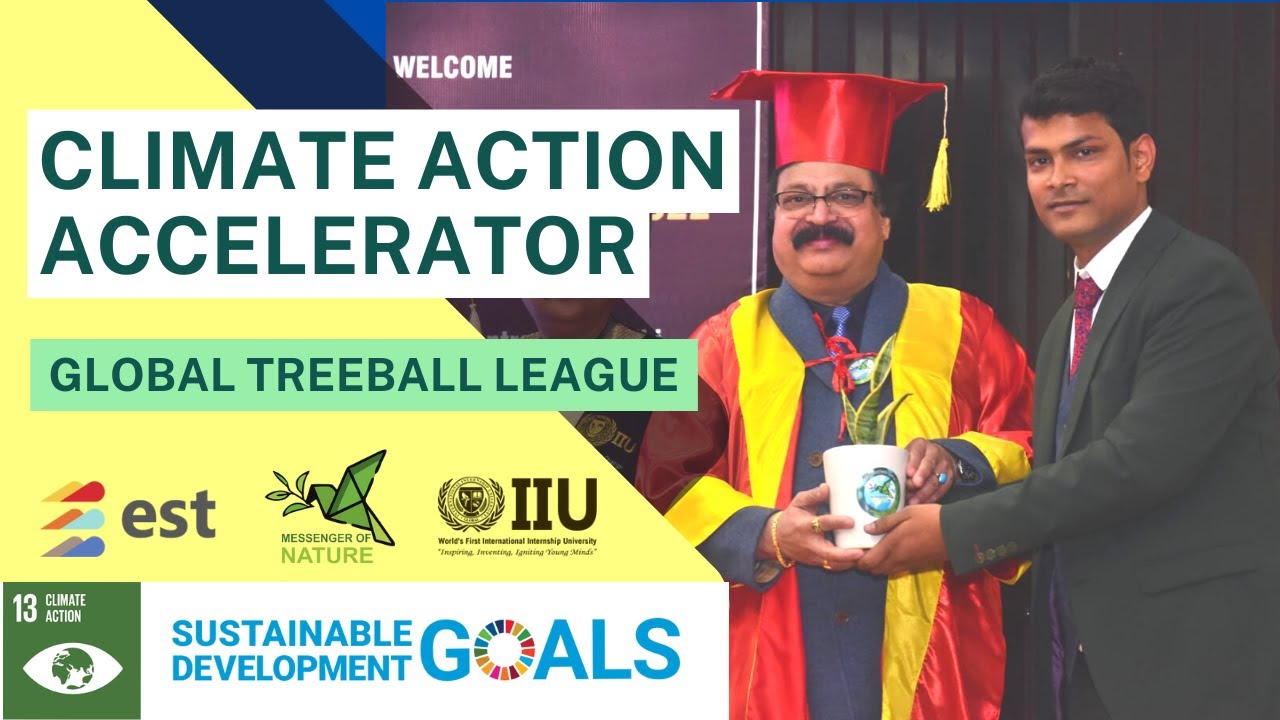 WELCOME
CLIMATE ACTION
ACCELERATOR
GLOBAL TREEBALL LEAGUE
est
MESSENGER OF
NATURE
IIU
World's First International Internship University
"Inspiring, Inventing, Igniting Young Minds"
13 CLIMATE
ACTION
SUSTAINABLE
DEVELOPMENT
GOALS
IIU